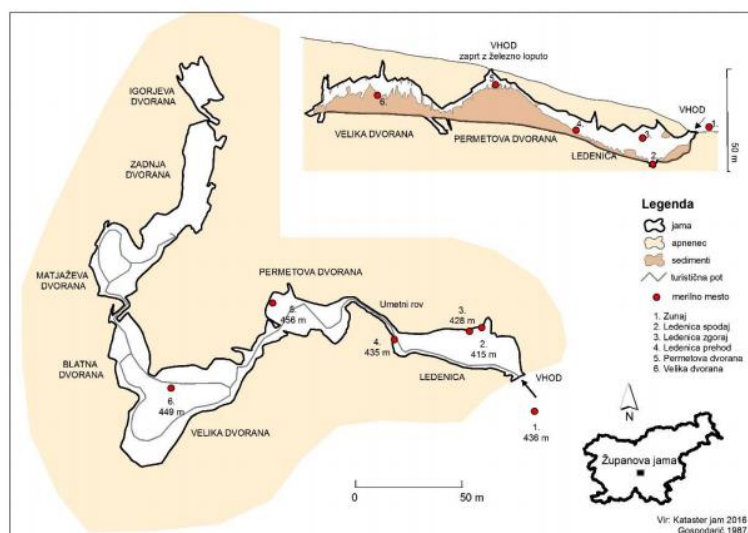 VHOD
zaprt z železno loputo
IGORJEVA
DVORANA
5.
6.
VHOD
1.
4.
3.
VELIKA DVORANA
PERMETOVA DVORANA
LEDENICA
2.
50 m
ZADNJA
DVORANA
Legenda
jama
apnenec
sedimenti
turistična pot
merilno mesto
1. Zunaj
2. Ledenica spodaj
3. Ledenica zgoraj
4. Ledenica prehod
5. Permetova dvorana
6. Velika dvorana
MATJAŽEVA
DVORANA
PERMETOVA DVORANA
Umetni rov
5.
456 m
3.
428 m
4.
435 m
2.
415 m
LEDENICA
VHOD
BLATNA
DVORANA
6.
449 m
VELIKA DVORANA
1.
436 m
N
Županova jama
0
50 m
Vir: Kataster jam 2016
Gospodarič 1987